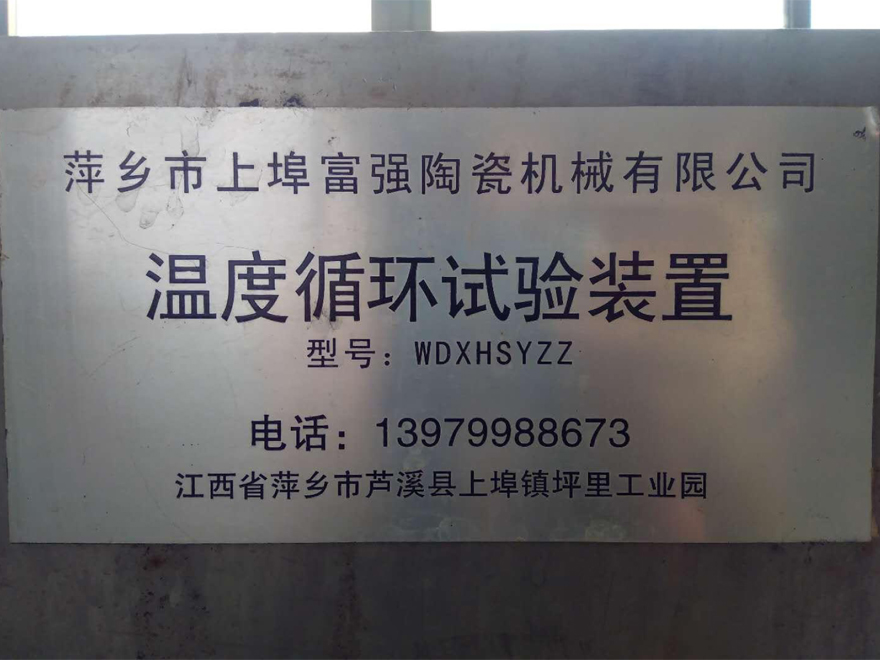 萍乡市上埠富强陶瓷机械有限公司
温度循环试验装置
型号：WDXHSYZZ
电话：13979988673
江西省萍乡市芦溪县上埠镇坪里工业园